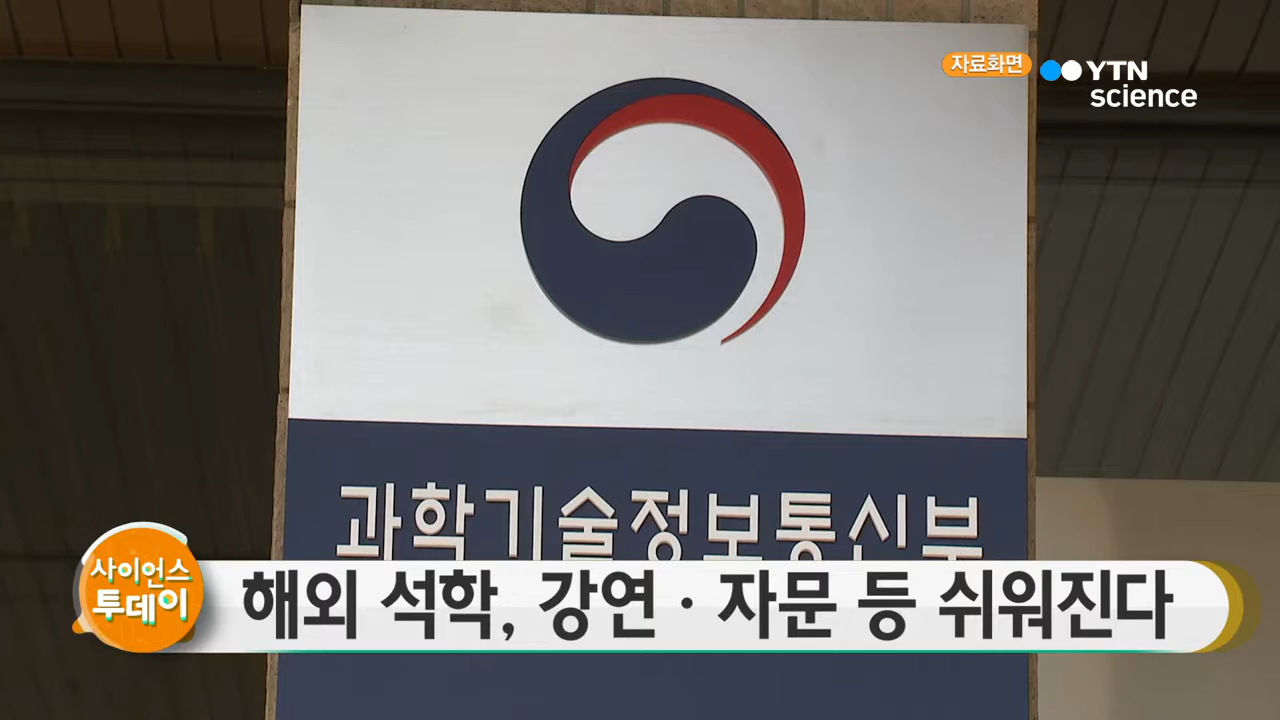 자료화면
YTN
science
과학기술정보통신부
사이언스
투데이
해외 석학, 강연 · 자문 등 쉬워진다